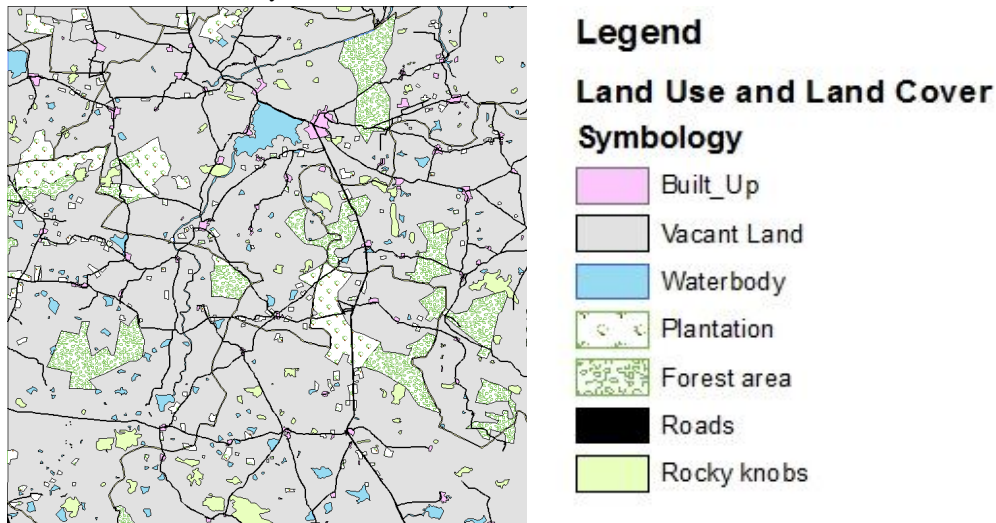 Legend
Land Use and Land Cover
Symbology
Built_Up
Vacant Land
Waterbody
Plantation
Forest area
Roads
Rocky knobs